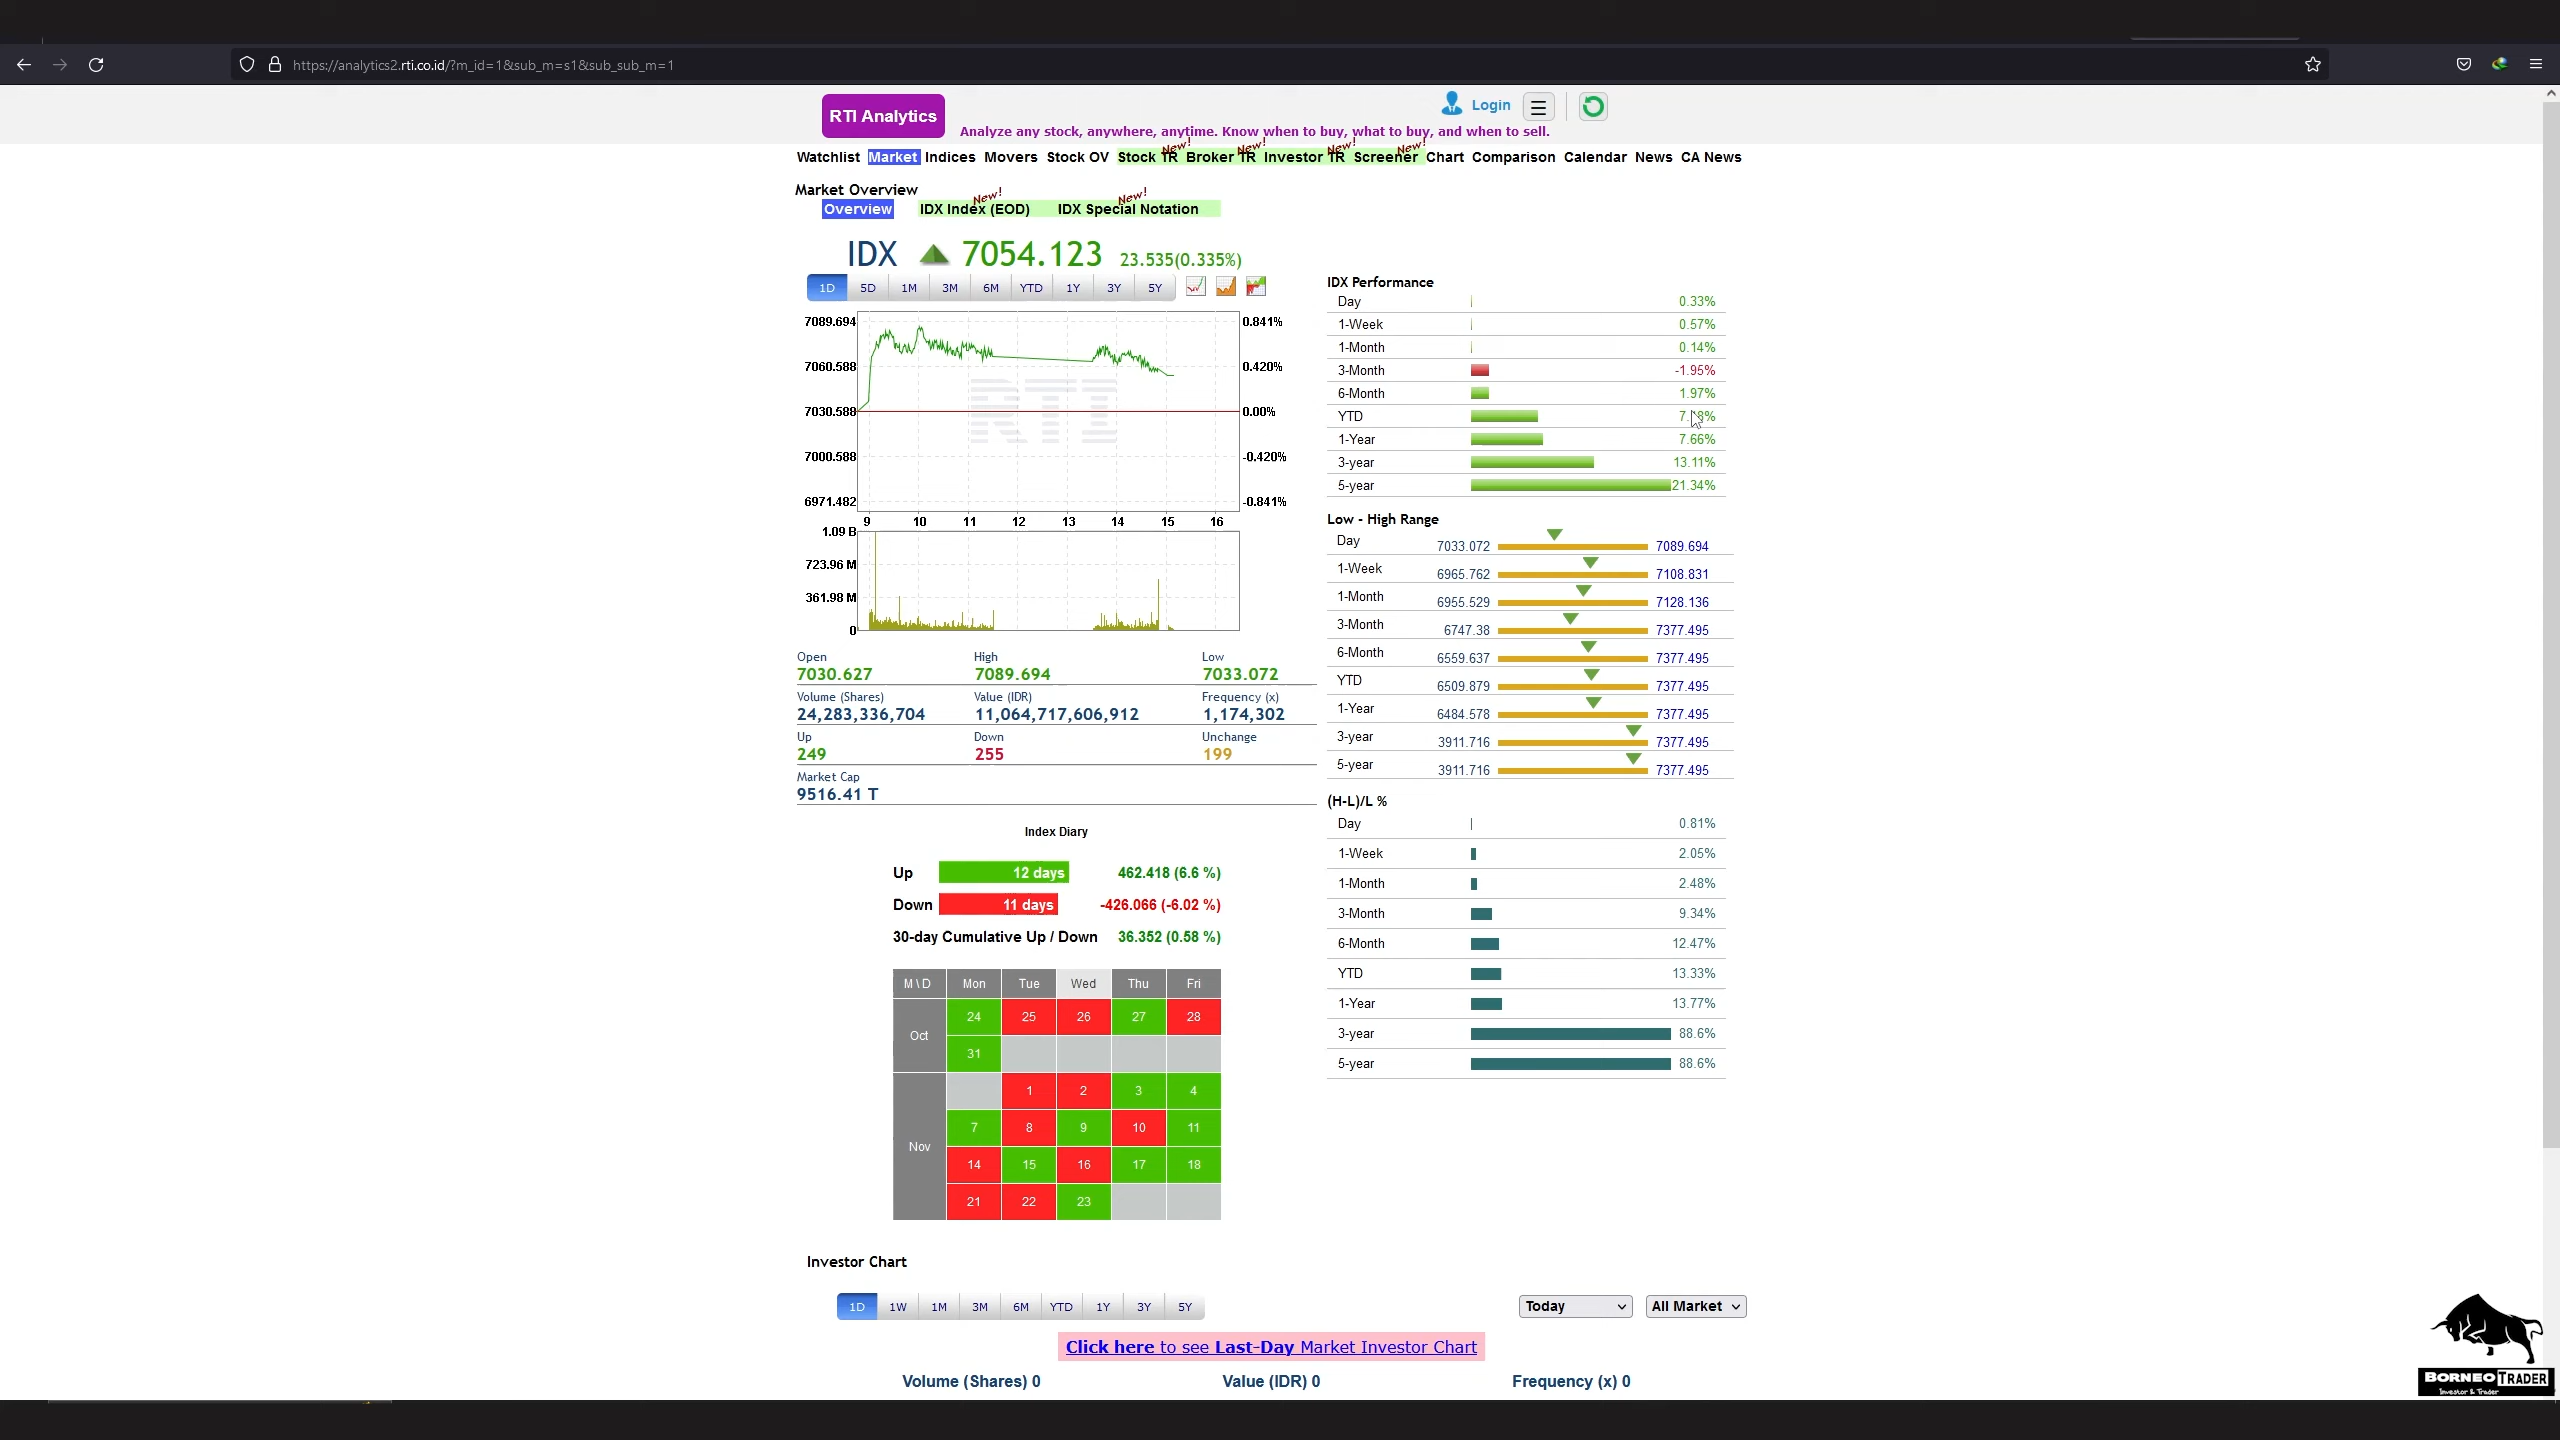 https://analytics2.rti.co.id/?m_id=1&sub_m=s1&sub_sub_m=1
RTI Analytics
Login
Analyze any stock, anywhere, anytime. Know when to buy, what to buy, and when to sell.
New! New! New! New!
Watchlist Market Indices Movers Stock OV Stock TR Broker TR Investor TR Screener Chart Comparison Calendar News CA News
Market Overview
New! New!
Overview IDX Index (EOD) IDX Special Notation
IDX 7054.123 23.535(0.335%)
1D 5D 1M 3M 6M YTD 1Y 3Y 5Y
7089.694 0.841%
7060.588 0.420%
7030.588 0.00%
7000.588 -0.420%
6971.482 -0.841%
RTI
9 10 11 12 13 14 15 16
1.09 B
723.96 M
361.98 M
0
Open High Low
7030.627 7089.694 7033.072
Volume (Shares) Value (IDR) Frequency (x)
24,283,336,704 11,064,717,606,912 1,174,302
Up Down Unchange
249 255 199
Market Cap
9516.41 T
Index Diary
Up 12 days 462.418 (6.6 %)
Down 11 days -426.066 (-6.02 %)
30-day Cumulative Up / Down 36.352 (0.58 %)
M \ D Mon Tue Wed Thu Fri
Oct
24 25 26 27 28
31
Nov
1 2 3 4
7 8 9 10 11
14 15 16 17 18
21 22 23
IDX Performance
Day 0.33%
1-Week 0.57%
1-Month 0.14%
3-Month -1.95%
6-Month 1.97%
YTD
1-Year 7.66%
3-year 13.11%
5-year 21.34%
Low - High Range
Day 7033.072 7089.694
1-Week 6965.762 7108.831
1-Month 6955.529 7128.136
3-Month 6747.38 7377.495
6-Month 6559.637 7377.495
YTD 6509.879 7377.495
1-Year 6484.578 7377.495
3-year 3911.716 7377.495
5-year 3911.716 7377.495
(H-L)/L %
Day 0.81%
1-Week 2.05%
1-Month 2.48%
3-Month 9.34%
6-Month 12.47%
YTD 13.33%
1-Year 13.77%
3-year 88.6%
5-year 88.6%
Investor Chart
1D 1W 1M 3M 6M YTD 1Y 3Y 5Y
Today All Market
Click here to see Last-Day Market Investor Chart
Volume (Shares) 0 Value (IDR) 0 Frequency (x) 0
BORNEO TRADER
Investor & Trader